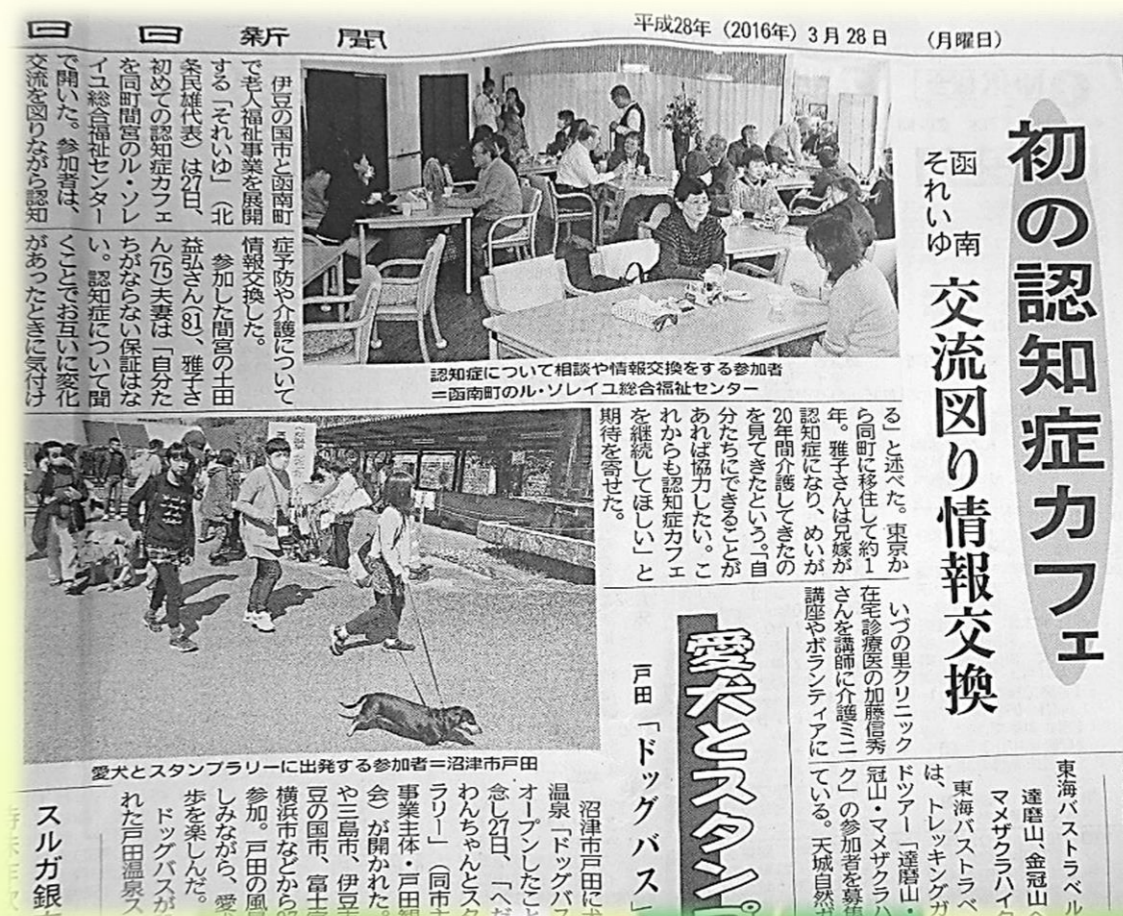 日日新聞
平成28年(2016年)3月28日 (月曜日)
初の認知症カフェ
函南
それいゆ
交流図り情報交換
伊豆の国市と函南町
で老人福祉事業を展開
する「それいゆ」(北
条民雄代表)は27日、
初めての認知症カフェ
を同町間宮のル・ソレ
イユ総合福祉センター
で開いた。参加者は、
交流を図りながら認知
症予防や介護について
情報交換した。
参加した間宮の土田
益弘さん(81)、雅子さ
ん(75)夫妻は「自分た
ちがならない保証はな
い。認知症について聞
くことでお互いに変化
があったときに気付け
る」と述べた。東京か
ら同町に移住して約1
年。雅子さんは兄嫁が
認知症になり、めいが
20年間介護してきたの
を見てきたという。「自
分たちにできることが
あれば協力したい。こ
れからも認知症カフェ
を継続してほしい」と
期待を寄せた。
いづの里クリニック
在宅診療医の加藤信秀
さんを講師に介護ミニ
講座やボランティアに
認知症について相談や情報交換をする参加者
=函南町のル・ソレイユ総合福祉センター
愛犬とスタンプ
戸田「ドッグバス」
愛犬とスタンプラリーに出発する参加者=沼津市戸田
沼津市戸田に犬
温泉「ドッグバス
オープンしたこと
念し27日、「へだ
わんちゃんとスタ
ラリー」(同市主
事業主体・戸田観
会)が開かれた。
や三島市、伊豆市
豆の国市、富士宮
横浜市などから
参加。戸田の風景
しみながら、愛犬
歩を楽しんだ。
ドッグバスが
れた戸田温泉ス
スルガ銀
東海バストラベル
達磨山、金冠山
マメザクラハイク
東海バストラベ
は、トレッキングガ
ドツアー「達磨山・
冠山・マメザクラハ
ク」の参加者を募集
ている。天城自然ガ